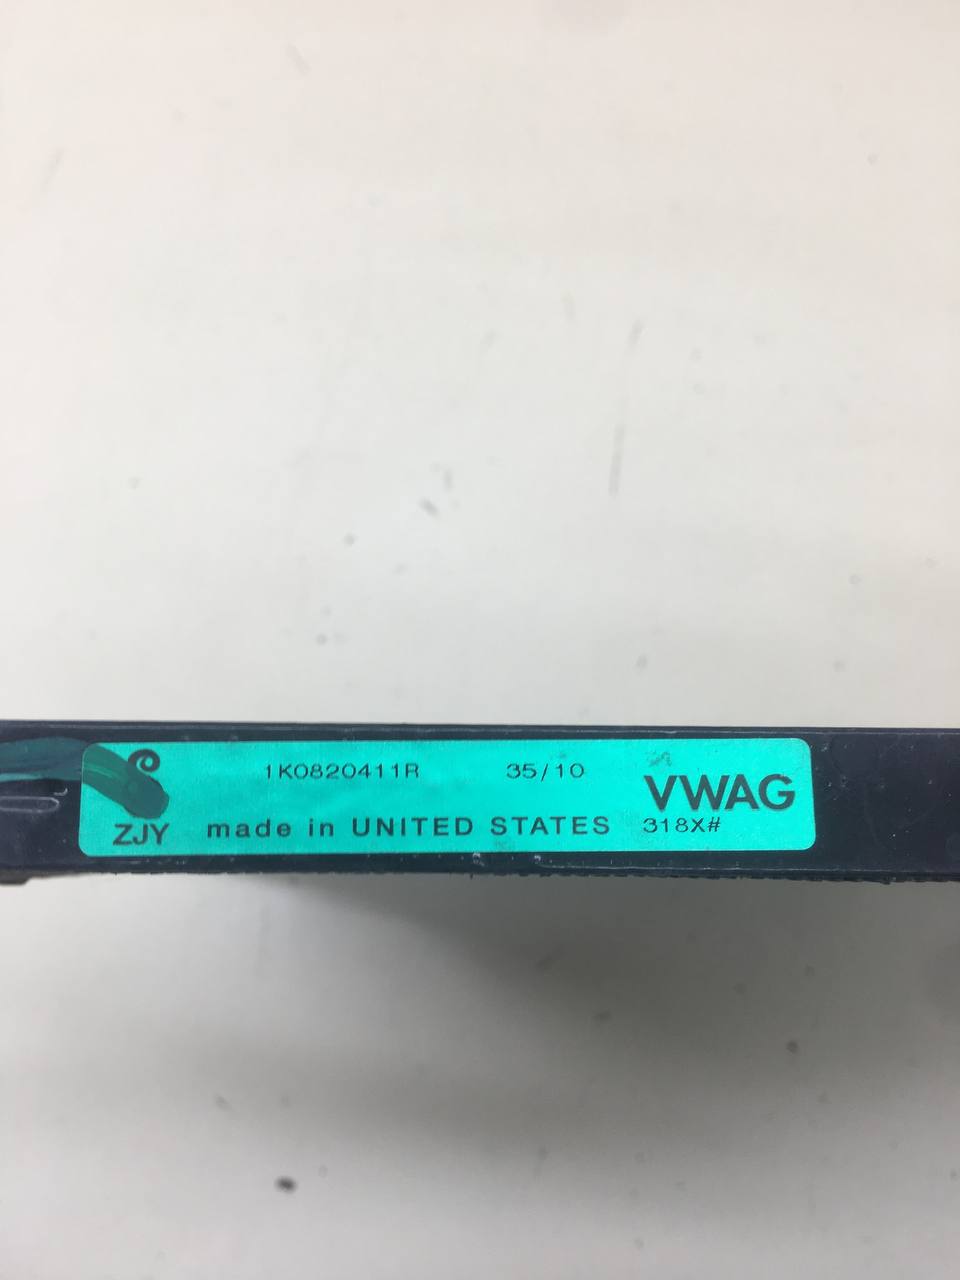 1K0820411R 35/10
VWAG
ZJY made in UNITED STATES 318X#